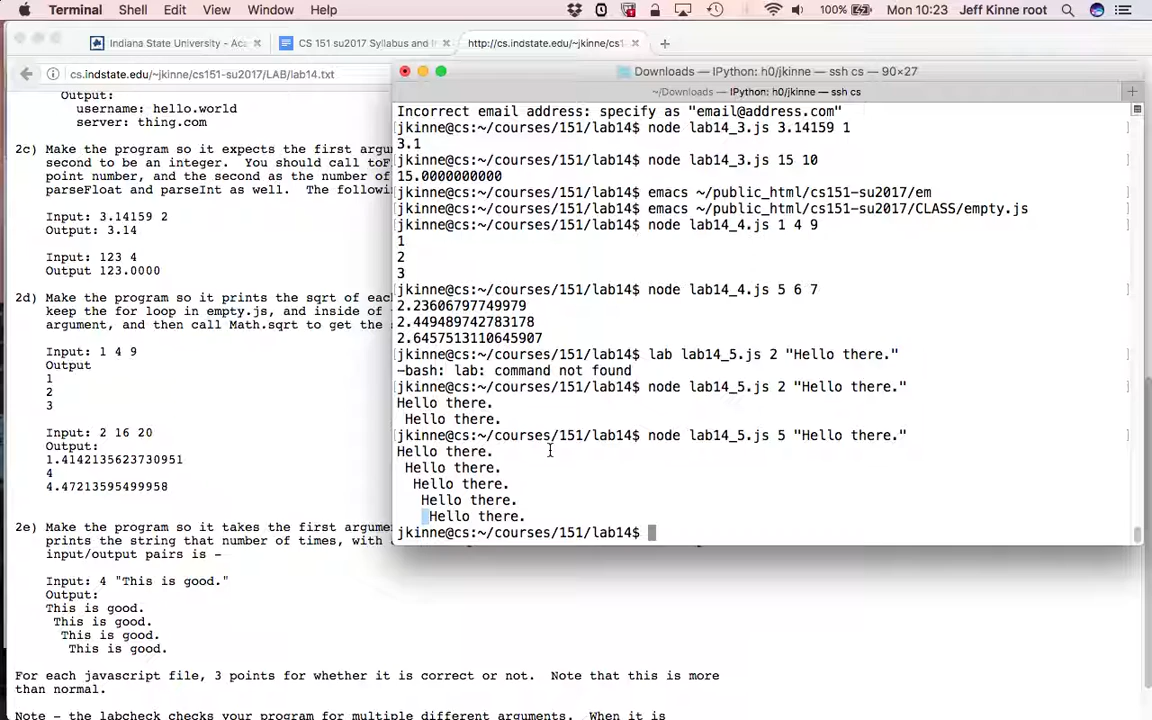 Terminal Shell Edit View Window Help 100% Mon 10:23 Jeff Kinne root
Indiana State University - Aca
CS 151 su2017 Syllabus and I
http://cs.indstate.edu/~jkinne/cs1
cs.indstate.edu/~jkinne/cs151-su2017/LAB/lab14.txt
Output:
username: hello.world
server: thing.com
2c) Make the program so it expects the first argu
second to be an integer. You should call toF
point number, and the second as the number of
parseFloat and parseInt as well. The followi
Input: 3.14159 2
Output: 3.14
Input: 123 4
Output 123.0000
2d) Make the program so it prints the sqrt of eac
keep the for loop in empty.js, and inside of
argument, and then call Math.sqrt to get the
Input: 1 4 9
Output
1
2
3
Input: 2 16 20
Output:
1.4142135623730951
4
4.47213595499958
2e) Make the program so it takes the first argume
prints the string that number of times, with
input/output pairs is -
Input: 4 "This is good."
Output:
This is good.
This is good.
This is good.
This is good.
For each javascript file, 3 points for whether it is correct or not. Note that this is more
than normal.
Note - the labcheck checks your program for multiple different arguments. When it is
Downloads — IPython: h0/jkinne — ssh cs — 90×27
~/Downloads — IPython: h0/jkinne — ssh cs
Incorrect email address: specify as "email@address.com"
[jkinne@cs:~/courses/151/lab14$ node lab14_3.js 3.14159 1 ]
3.1
[jkinne@cs:~/courses/151/lab14$ node lab14_3.js 15 10 ]
15.0000000000
[jkinne@cs:~/courses/151/lab14$ emacs ~/public_html/cs151-su2017/em ]
[jkinne@cs:~/courses/151/lab14$ emacs ~/public_html/cs151-su2017/CLASS/empty.js ]
[jkinne@cs:~/courses/151/lab14$ node lab14_4.js 1 4 9 ]
1
2
3
[jkinne@cs:~/courses/151/lab14$ node lab14_4.js 5 6 7 ]
2.23606797749979
2.449489742783178
2.6457513110645907
[jkinne@cs:~/courses/151/lab14$ lab lab14_5.js 2 "Hello there." ]
-bash: lab: command not found
[jkinne@cs:~/courses/151/lab14$ node lab14_5.js 2 "Hello there." ]
Hello there.
Hello there.
[jkinne@cs:~/courses/151/lab14$ node lab14_5.js 5 "Hello there." ]
Hello there.
Hello there.
Hello there.
Hello there.
Hello there.
jkinne@cs:~/courses/151/lab14$